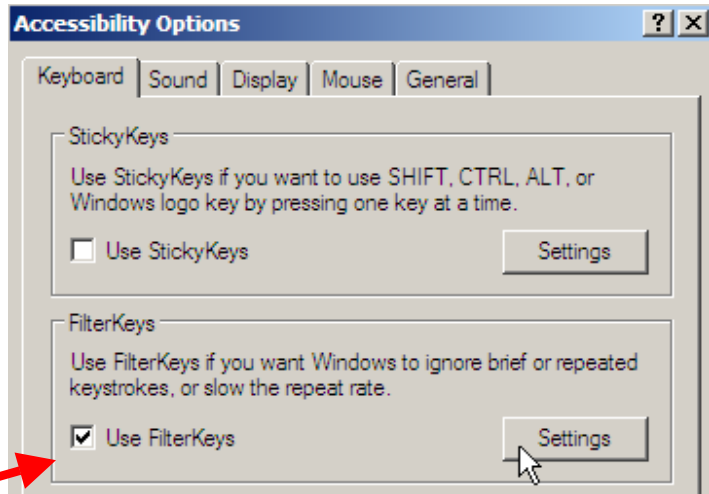 Accessibility Options
Keyboard Sound Display Mouse General
StickyKeys
Use StickyKeys if you want to use SHIFT, CTRL, ALT, or
Windows logo key by pressing one key at a time.
Use StickyKeys Settings
FilterKeys
Use FilterKeys if you want Windows to ignore brief or repeated
keystrokes, or slow the repeat rate.
Use FilterKeys Settings